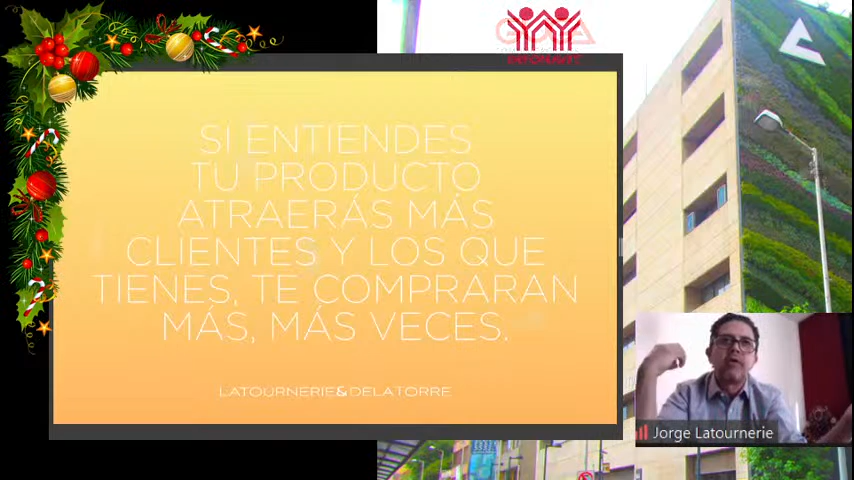 SI ENTIENDES
TU PRODUCTO
ATRAERÁS MÁS
CLIENTES Y LOS QUE
TIENES, TE COMPRARAN
MÁS, MÁS VECES.
LATOURNERIE&DELATORRE
Jorge Latournerie